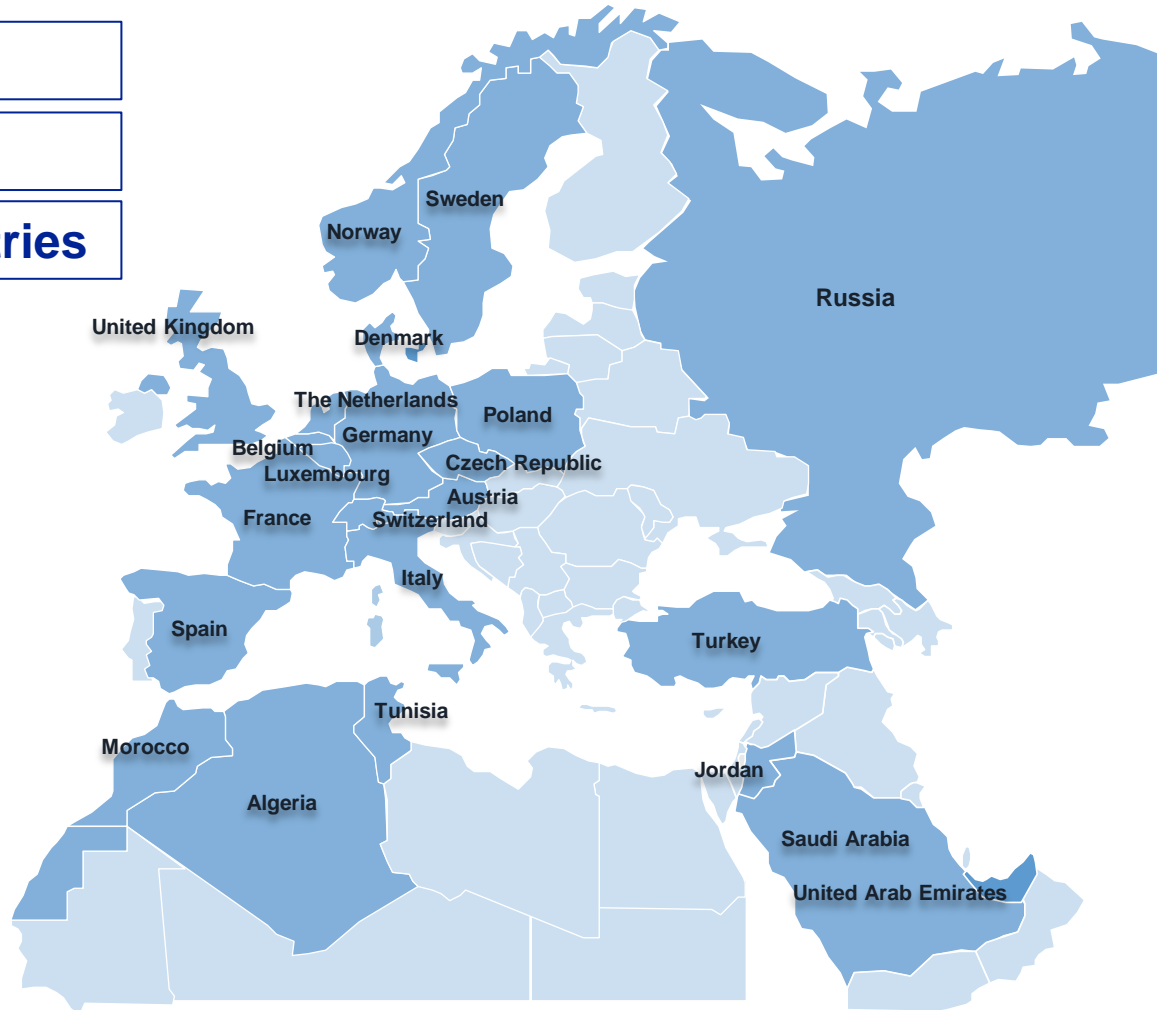 Sweden
Norway
tries
Russia
United Kingdom
Denmark
The Netherlands
Poland
Germany
Belgium
Czech Republic
Luxembourg
Austria
France
Switzerland
Italy
Spain
Turkey
Tunisia
Morocco
Jordan
Algeria
Saudi Arabia
United Arab Emirates